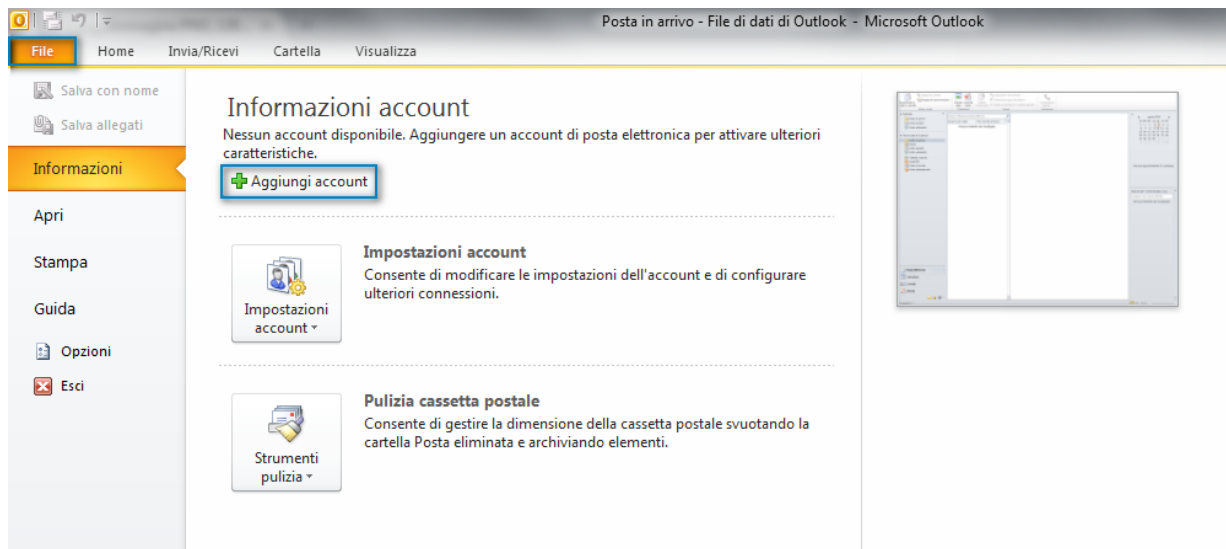 Posta in arrivo - File di dati di Outlook - Microsoft Outlook
File Home Invia/Ricevi Cartella Visualizza
Salva con nome
Salva allegati
Informazioni
Apri
Stampa
Guida
Opzioni
Esci
Informazioni account
Nessun account disponibile. Aggiungere un account di posta elettronica per attivare ulteriori
caratteristiche.
Aggiungi account
Impostazioni
account
Impostazioni account
Consente di modificare le impostazioni dell'account e di configurare
ulteriori connessioni.
Strumenti
pulizia
Pulizia cassetta postale
Consente di gestire la dimensione della cassetta postale svuotando la
cartella Posta eliminata e archiviando elementi.